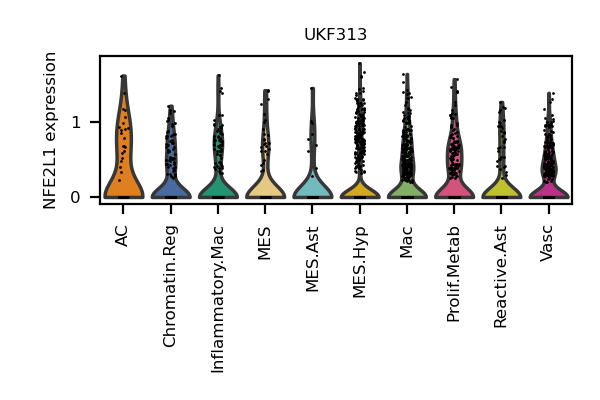 UKF313
NFE2L1 expression
1
0
AC
Chromatin.Reg
Inflammatory.Mac
MES
MES.Ast
MES.Hyp
Mac
Prolif.Metab
Reactive.Ast
Vasc